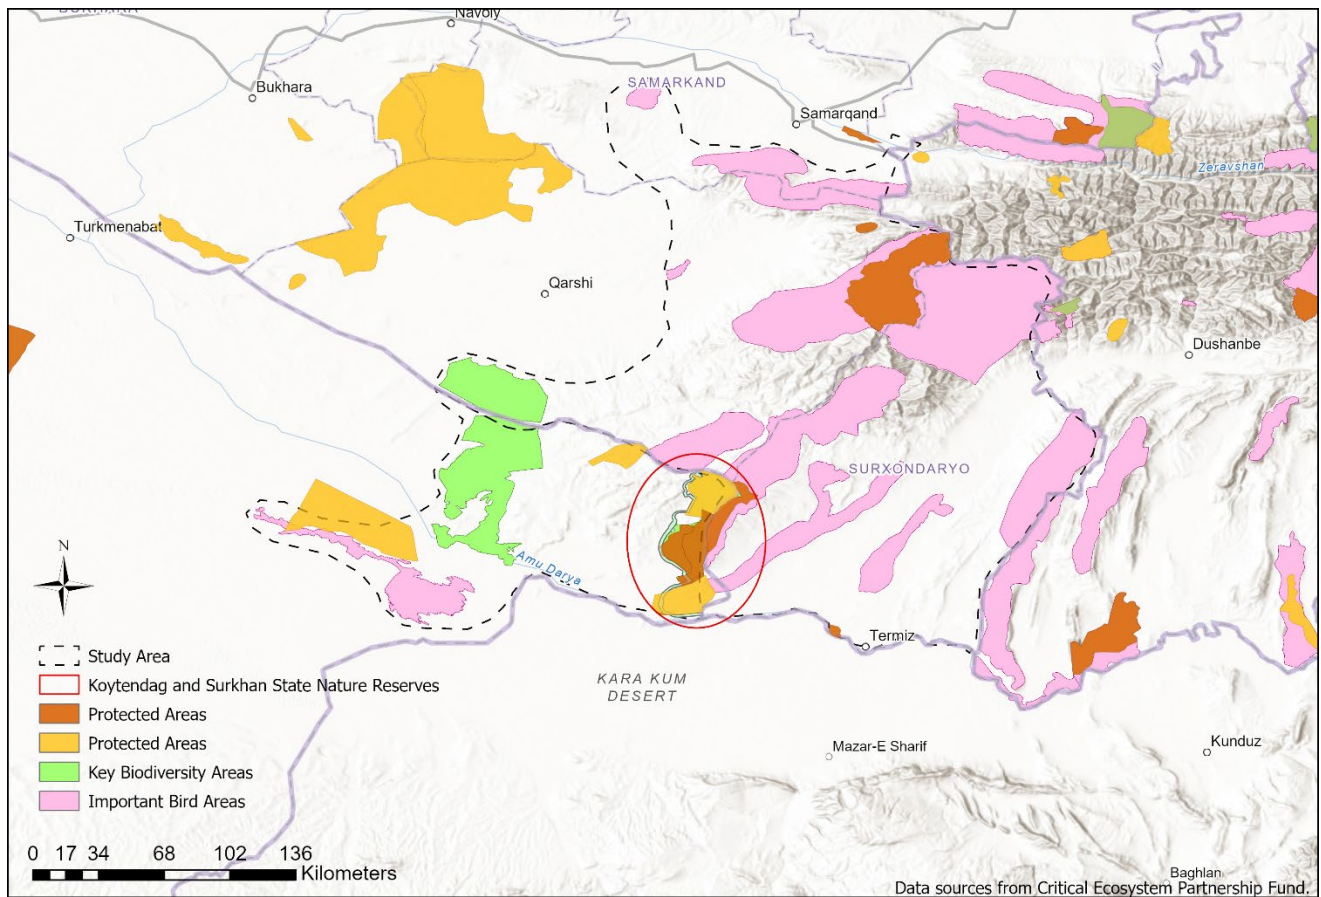 Navoiy
SAMARKAND
Bukhara
Samarqand
Zeravshan
Turkmenabat
Qarshi
Dushanbe
SURXONDARYO
Amu Darya
N
Termiz
Study Area
Koytendag and Surkhan State Nature Reserves
Protected Areas
Protected Areas
Key Biodiversity Areas
Important Bird Areas
KARA KUM
DESERT
Mazar-E Sharif
Kunduz
0 17 34 68 102 136
Kilometers
Baghlan
Data sources from Critical Ecosystem Partnership Fund.